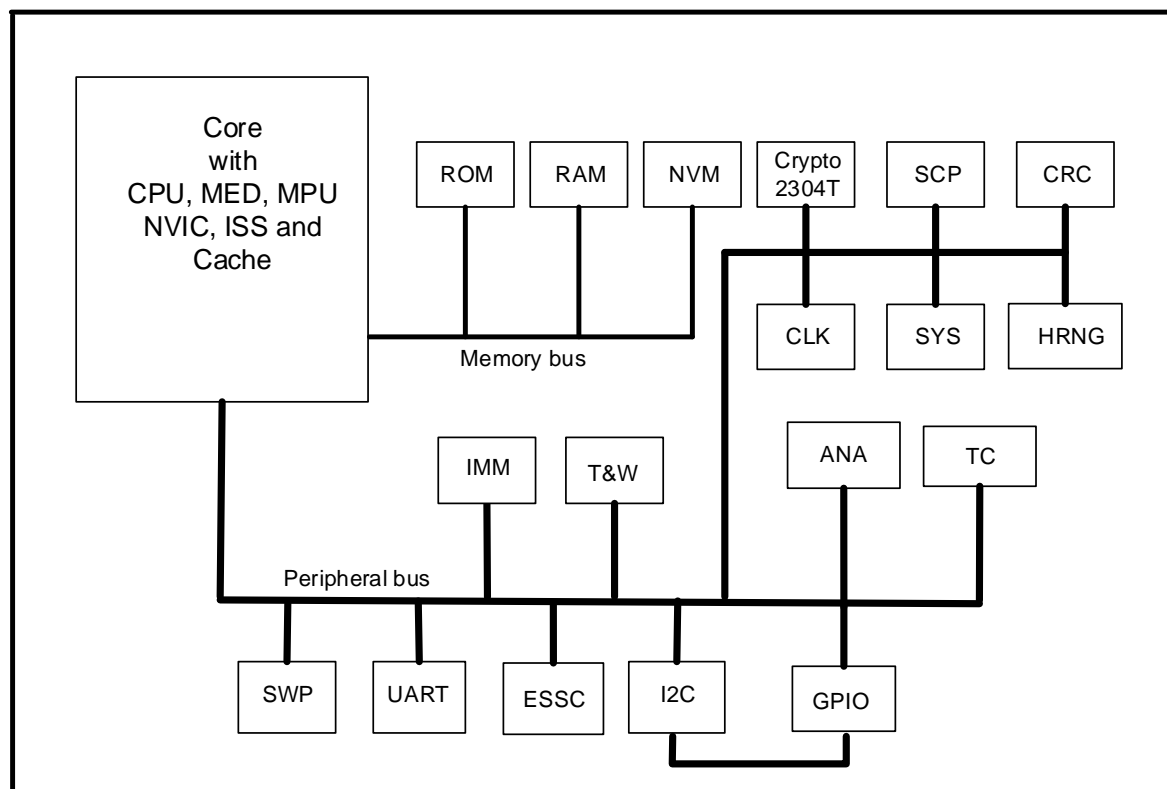 Core
with
CPU, MED, MPU
NVIC, ISS and
Cache
ROM
RAM
NVM
Crypto
2304T
SCP
CRC
CLK
SYS
HRNG
Memory bus
IMM
T&W
ANA
TC
Peripheral bus
SWP
UART
ESSC
I2C
GPIO